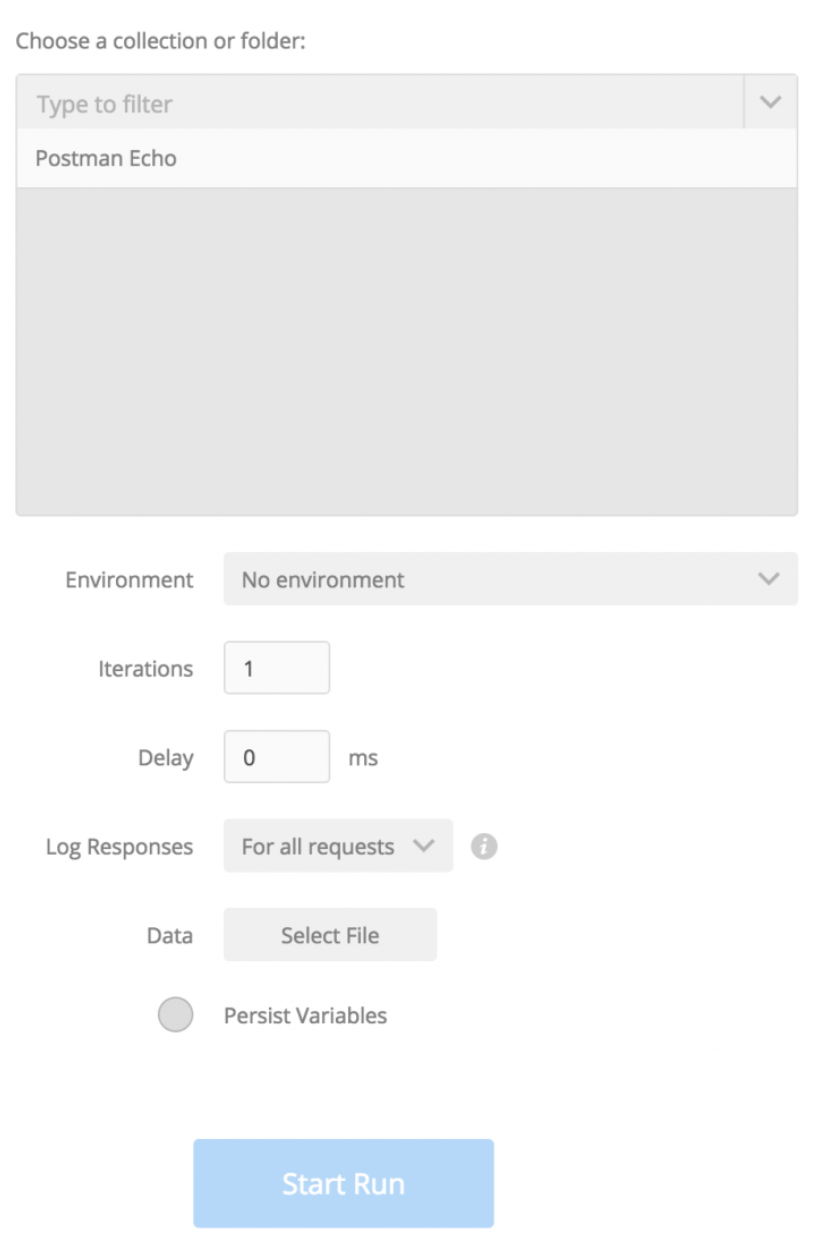 Choose a collection or folder:
Type to filter
Postman Echo
Environment No environment
Iterations 1
Delay 0 ms
Log Responses For all requests i
Data Select File
Persist Variables
Start Run